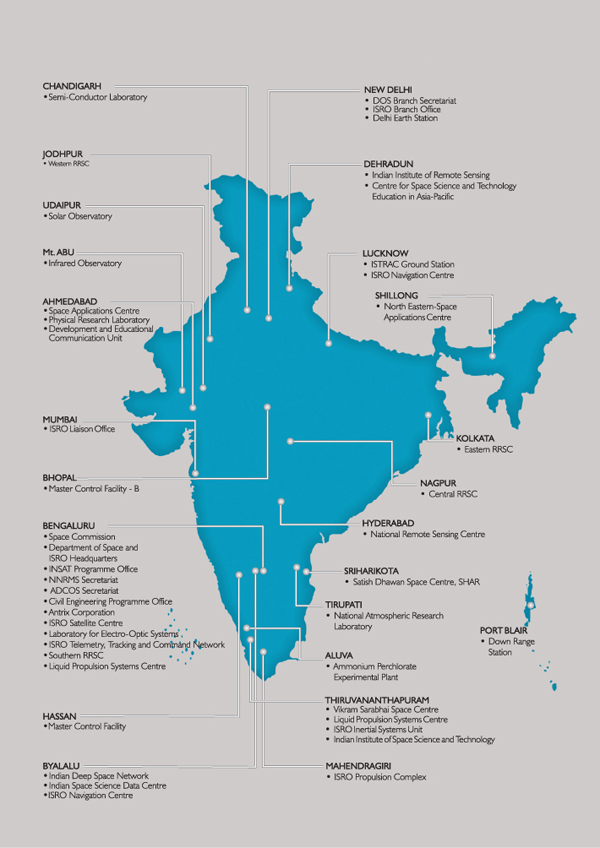 CHANDIGARH
•Semi-Conductor Laboratory
JODHPUR
• Western RRSC
UDAIPUR
•Solar Observatory
Mt. ABU
•Infrared Observatory
AHMEDABAD
•Space Applications Centre
•Physical Research Laboratory
•Development and Educational
Communication Unit
MUMBAI
•ISRO Liaison Office
BHOPAL
•Master Control Facility - B
BENGALURU
•Space Commission
•Department of Space and
ISRO Headquarters
•INSAT Programme Office
•NNRMS Secretariat
•ADCOS Secretariat
•Civil Engineering Programme Office
•Antrix Corporation
•ISRO Satellite Centre
•Laboratory for Electro-Optic Systems
•ISRO Telemetry, Tracking and Command Network
•Southern RRSC
•Liquid Propulsion Systems Centre
HASSAN
•Master Control Facility
BYALALU
•Indian Deep Space Network
•Indian Space Science Data Centre
•ISRO Navigation Centre
NEW DELHI
• DOS Branch Secretariat
• ISRO Branch Office
• Delhi Earth Station
DEHRADUN
• Indian Institute of Remote Sensing
• Centre for Space Science and Technology
Education in Asia-Pacific
LUCKNOW
• ISTRAC Ground Station
• ISRO Navigation Centre
SHILLONG
• North Eastern-Space
Applications Centre
KOLKATA
• Eastern RRSC
NAGPUR
• Central RRSC
HYDERABAD
• National Remote Sensing Centre
SRIHARIKOTA
• Satish Dhawan Space Centre, SHAR
TIRUPATI
• National Atmospheric Research
Laboratory
PORT BLAIR
• Down Range
Station
ALUVA
• Ammonium Perchlorate
Experimental Plant
THIRUVANANTHAPURAM
• Vikram Sarabhai Space Centre
• Liquid Propulsion Systems Centre
• ISRO Inertial Systems Unit
• Indian Institute of Space Science and Technology
MAHENDRAGIRI
• ISRO Propulsion Complex